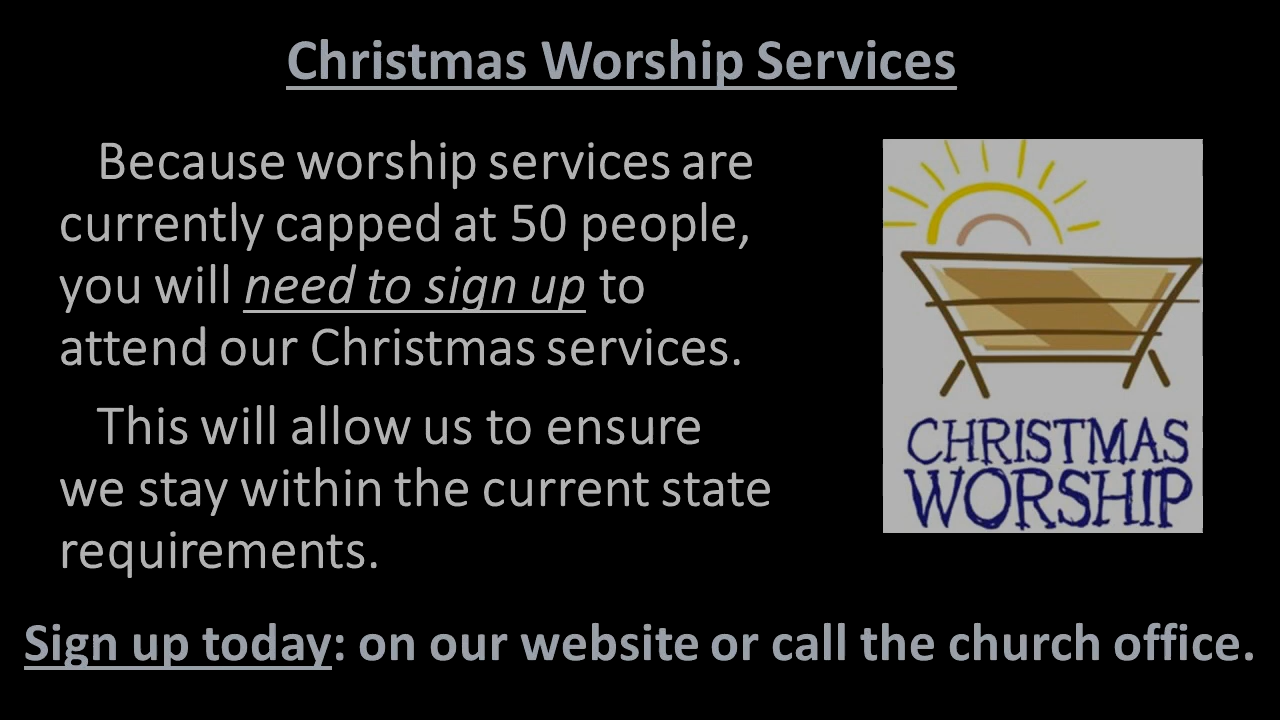 Christmas Worship Services
Because worship services are
currently capped at 50 people,
you will need to sign up to
attend our Christmas services.
This will allow us to ensure
we stay within the current state
requirements.
CHRISTMAS
WORSHIP
Sign up today: on our website or call the church office.